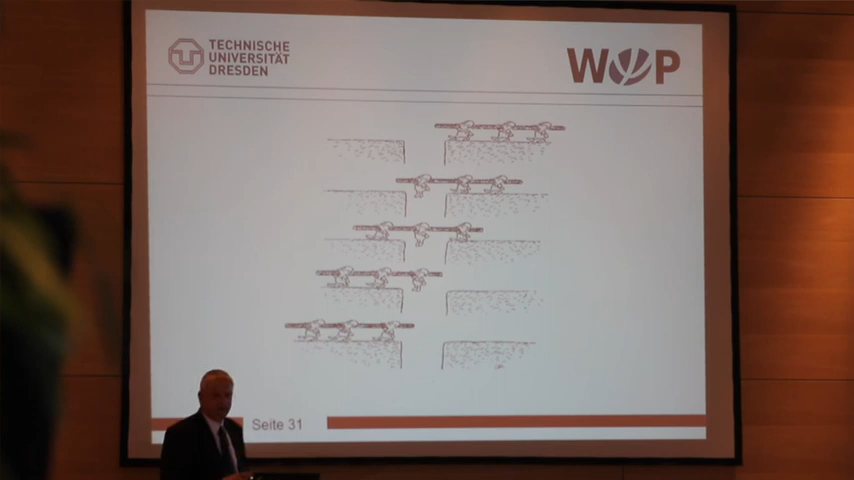 TECHNISCHE
UNIVERSITÄT
DRESDEN
WOP
Seite 31